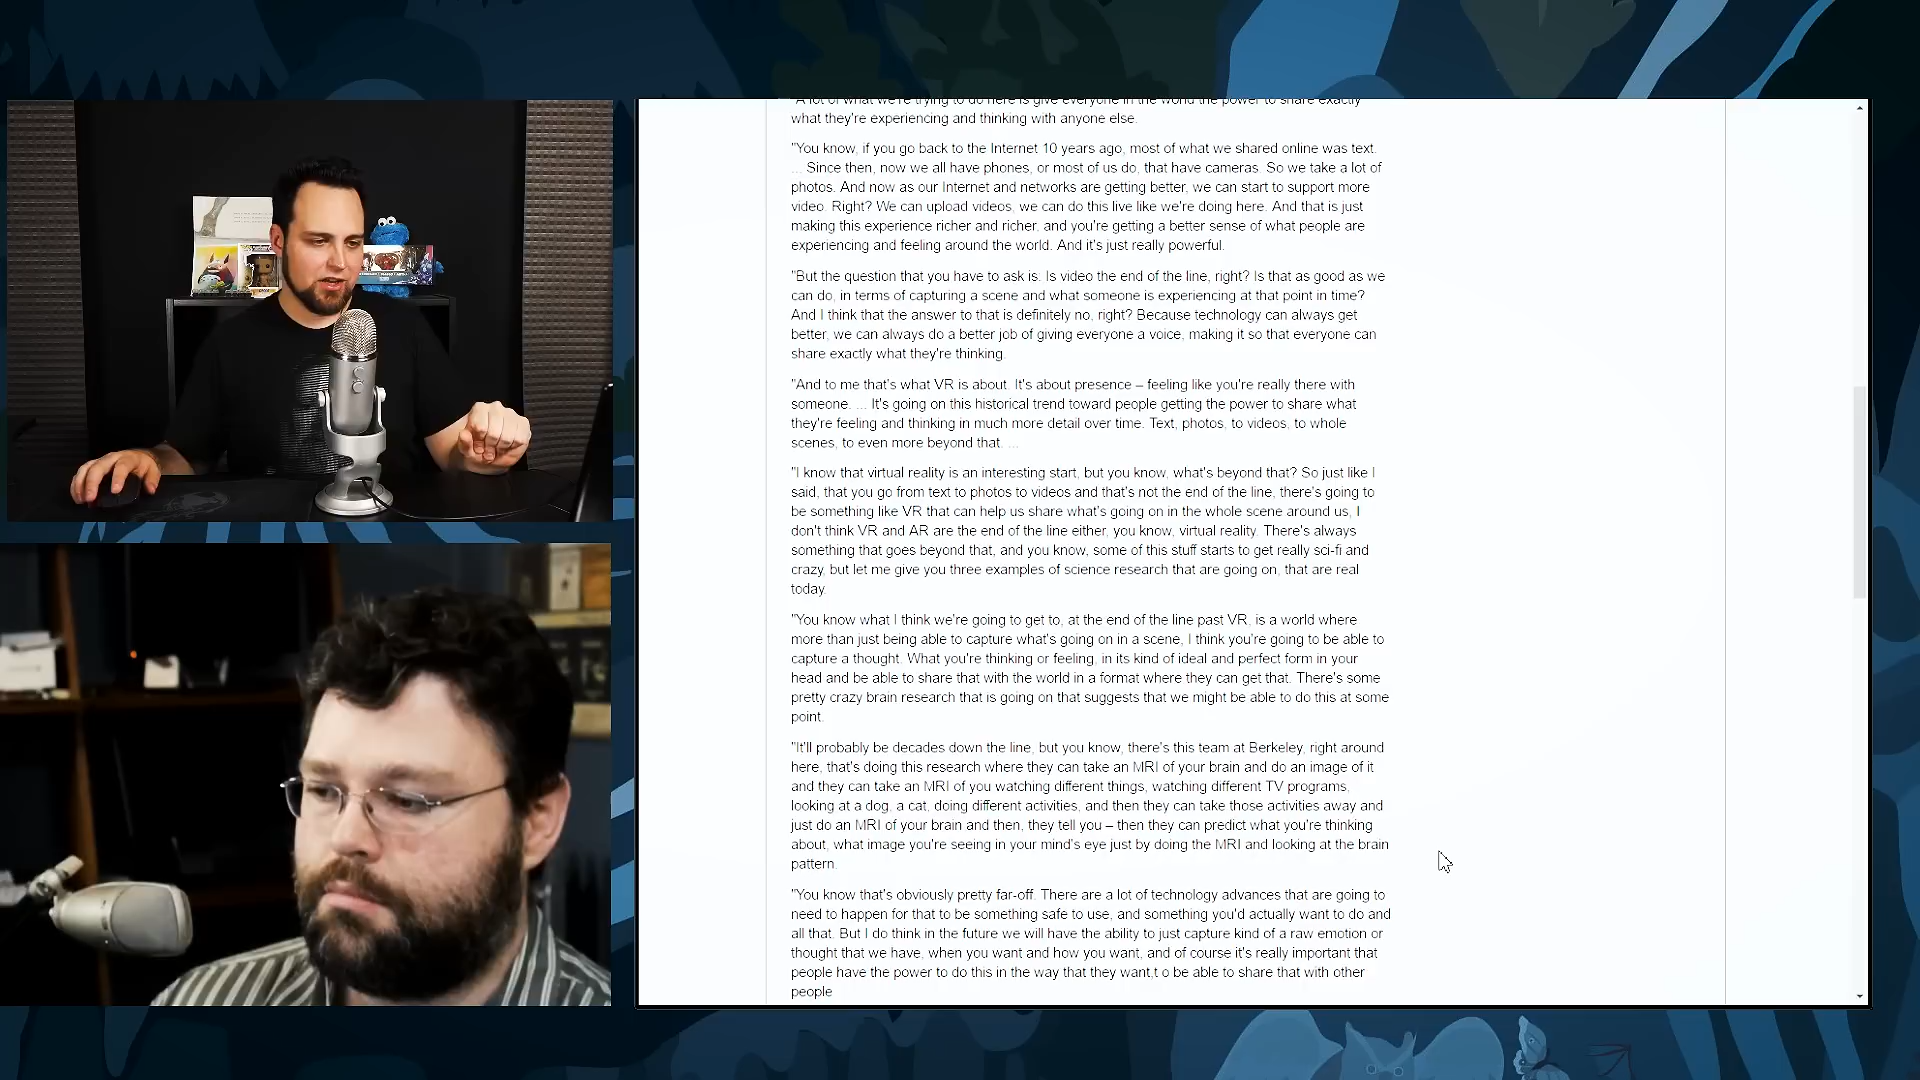 "A lot of what we're trying to do here is give everyone in the world the power to share exactly
what they're experiencing and thinking with anyone else.
"You know, if you go back to the Internet 10 years ago, most of what we shared online was text.
... Since then, now we all have phones, or most of us do, that have cameras. So we take a lot of
photos. And now as our Internet and networks are getting better, we can start to support more
video. Right? We can upload videos, we can do this live like we're doing here. And that is just
making this experience richer and richer, and you're getting a better sense of what people are
experiencing and feeling around the world. And it's just really powerful.
"But the question that you have to ask is: Is video the end of the line, right? Is that as good as we
can do, in terms of capturing a scene and what someone is experiencing at that point in time?
And I think that the answer to that is definitely no, right? Because technology can always get
better, we can always do a better job of giving everyone a voice, making it so that everyone can
share exactly what they're thinking.
"And to me that's what VR is about. It's about presence – feeling like you're really there with
someone. ... It's going on this historical trend toward people getting the power to share what
they're feeling and thinking in much more detail over time. Text, photos, to videos, to whole
scenes, to even more beyond that. ...
"I know that virtual reality is an interesting start, but you know, what's beyond that? So just like I
said, that you go from text to photos to videos and that's not the end of the line, there's going to
be something like VR that can help us share what's going on in the whole scene around us, I
don't think VR and AR are the end of the line either, you know, virtual reality. There's always
something that goes beyond that, and you know, some of this stuff starts to get really sci-fi and
crazy, but let me give you three examples of science research that are going on, that are real
today.
"You know what I think we're going to get to, at the end of the line past VR, is a world where
more than just being able to capture what's going on in a scene, I think you're going to be able to
capture a thought. What you're thinking or feeling, in its kind of ideal and perfect form in your
head and be able to share that with the world in a format where they can get that. There's some
pretty crazy brain research that is going on that suggests that we might be able to do this at some
point.
"It'll probably be decades down the line, but you know, there's this team at Berkeley, right around
here, that's doing this research where they can take an MRI of your brain and do an image of it
and they can take an MRI of you watching different things, watching different TV programs,
looking at a dog, a cat, doing different activities, and then they can take those activities away and
just do an MRI of your brain and then, they tell you – then they can predict what you're thinking
about, what image you're seeing in your mind's eye just by doing the MRI and looking at the brain
pattern.
"You know that's obviously pretty far-off. There are a lot of technology advances that are going to
need to happen for that to be something safe to use, and something you'd actually want to do and
all that. But I do think in the future we will have the ability to just capture kind of a raw emotion or
thought that we have, when you want and how you want, and of course it's really important that
people have the power to do this in the way that they want,t o be able to share that with other
people